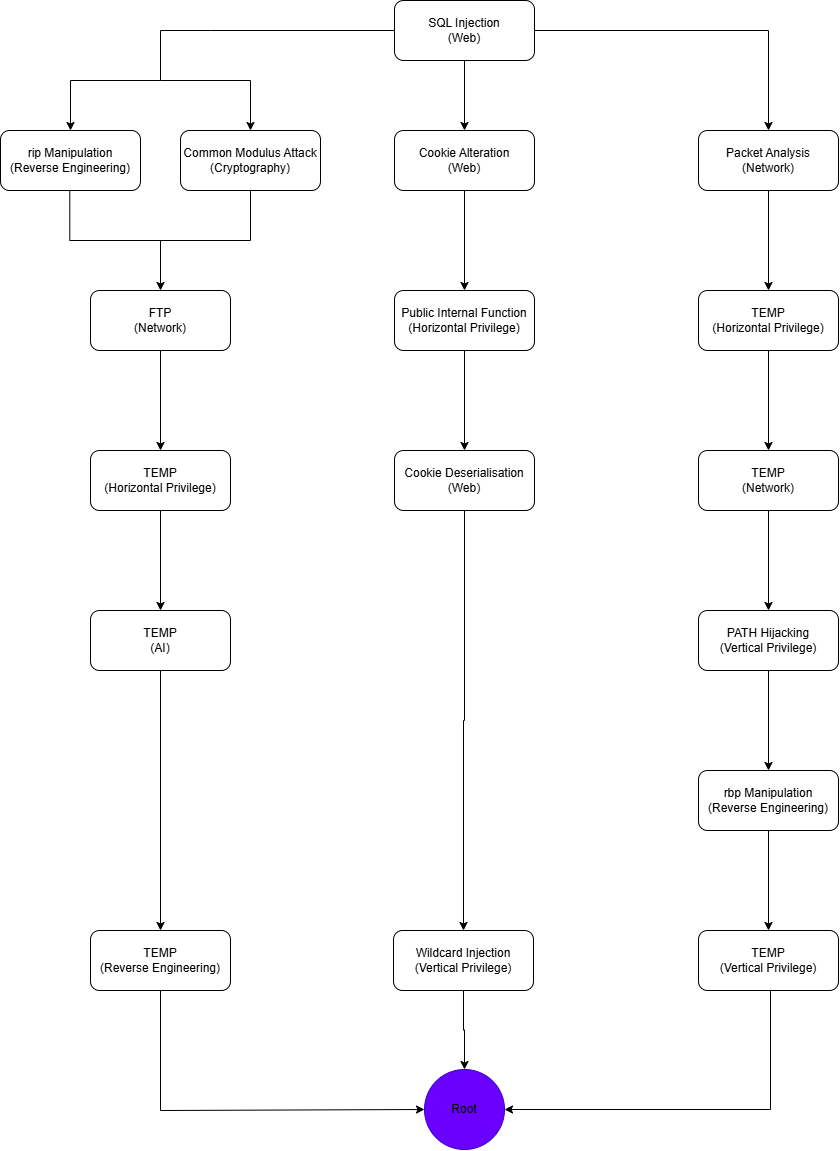 SQL Injection
(Web)
rip Manipulation
(Reverse Engineering)
Common Modulus Attack
(Cryptography)
Cookie Alteration
(Web)
Packet Analysis
(Network)
FTP
(Network)
Public Internal Function
(Horizontal Privilege)
TEMP
(Horizontal Privilege)
TEMP
(Horizontal Privilege)
Cookie Deserialisation
(Web)
TEMP
(Network)
TEMP
(AI)
PATH Hijacking
(Vertical Privilege)
rbp Manipulation
(Reverse Engineering)
TEMP
(Reverse Engineering)
Wildcard Injection
(Vertical Privilege)
TEMP
(Vertical Privilege)
Root